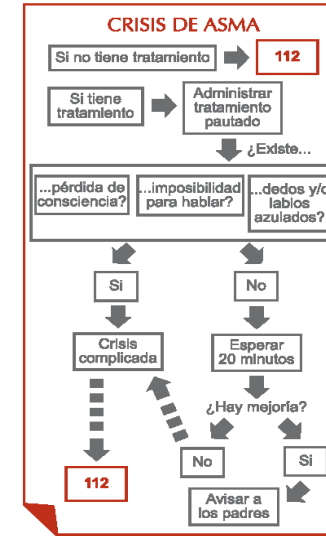 CRISIS DE ASMA
Si no tiene tratamiento
112
Si tiene
tratamiento
Administrar
tratamiento
pautado
¿Existe...
...pérdida de
consciencia?
...imposibilidad
para hablar?
...dedos y/o
labios
azulados?
Si
No
Crisis
complicada
Esperar
20 minutos
¿Hay mejoría?
No
Si
112
Avisar a
los padres